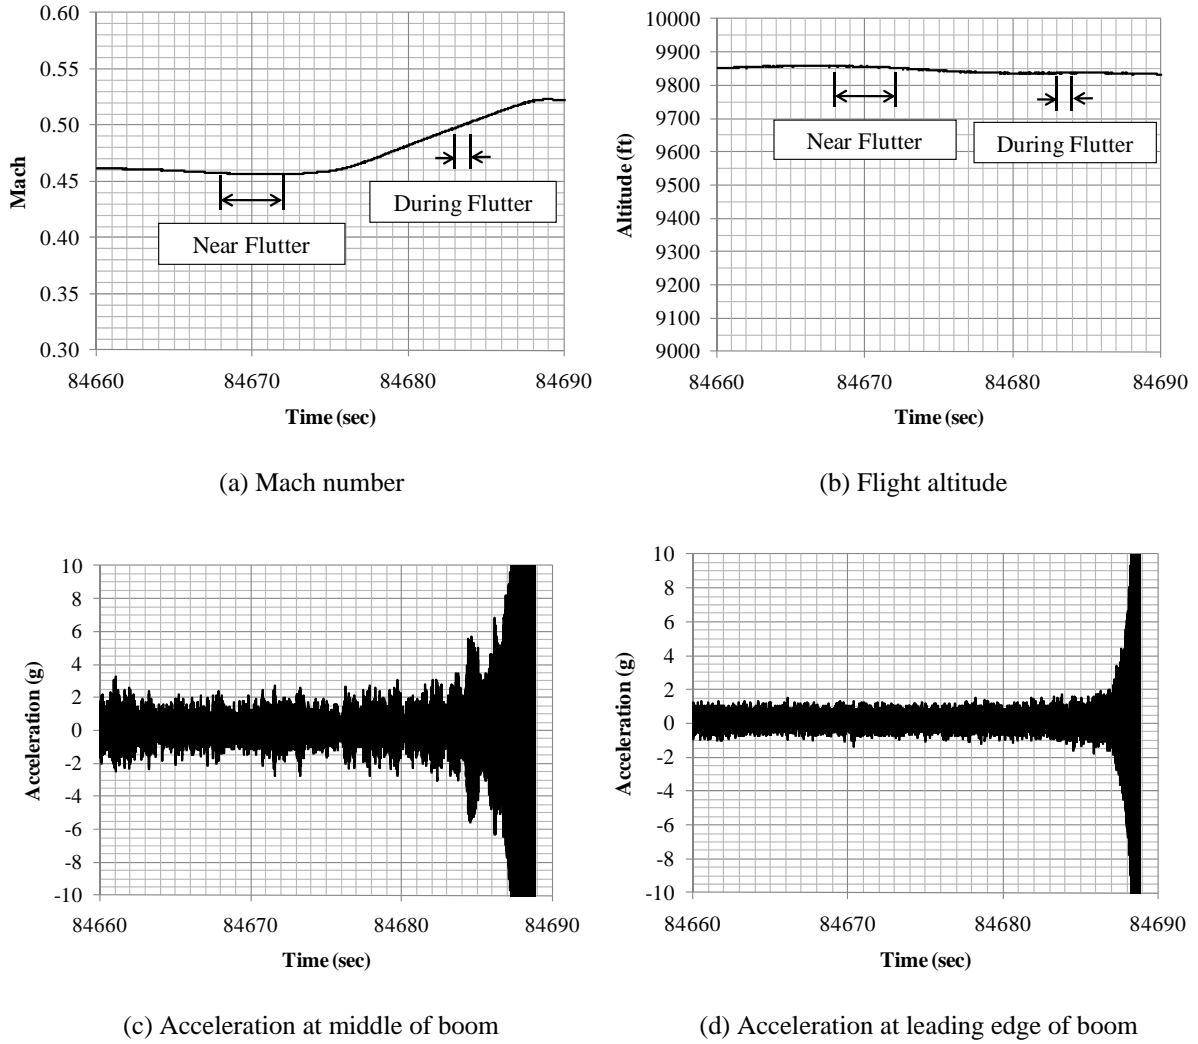 0.60
0.55
0.50
0.45
0.40
0.35
0.30
Mach
Near Flutter
During Flutter
84660 84670 84680 84690
Time (sec)
(a) Mach number
10000
9900
9800
9700
9600
9500
9400
9300
9200
9100
9000
Altitude (ft)
Near Flutter
During Flutter
84660 84670 84680 84690
Time (sec)
(b) Flight altitude
10
8
6
4
2
0
-2
-4
-6
-8
-10
Acceleration (g)
84660 84670 84680 84690
Time (sec)
(c) Acceleration at middle of boom
10
8
6
4
2
0
-2
-4
-6
-8
-10
Acceleration (g)
84660 84670 84680 84690
Time (sec)
(d) Acceleration at leading edge of boom